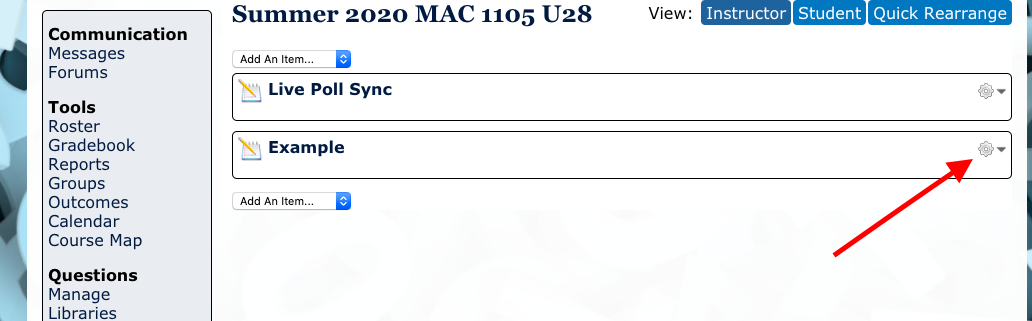 Communication
Messages
Forums
Tools
Roster
Gradebook
Reports
Groups
Outcomes
Calendar
Course Map
Questions
Manage
Libraries
Summer 2020 MAC 1105 U28
View: Instructor Student Quick Rearrange
Add An Item...
Live Poll Sync
Example
Add An Item...